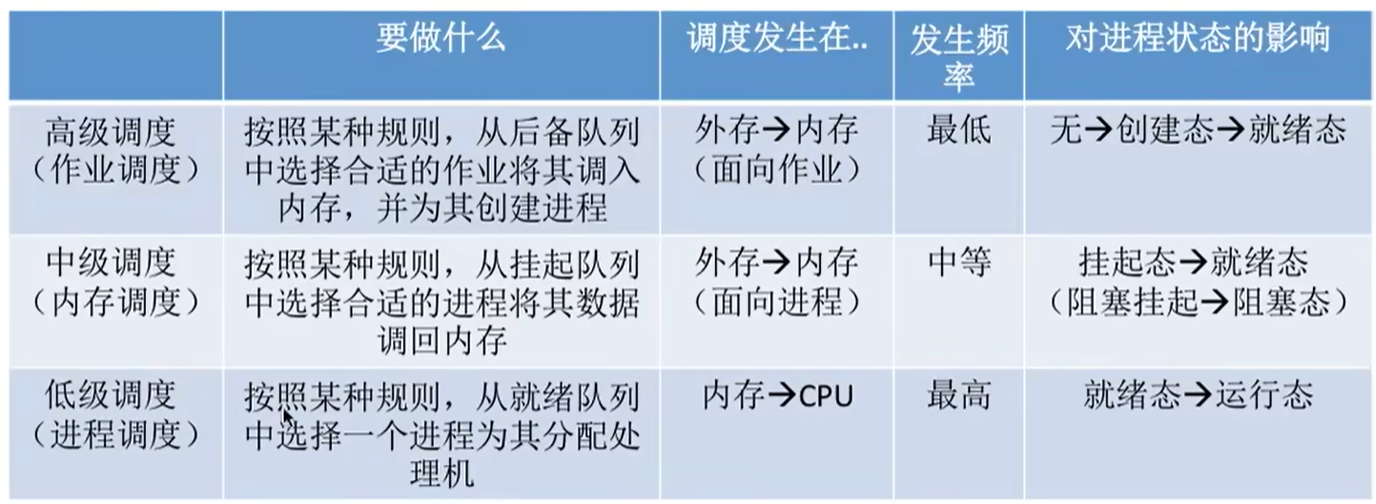 要做什么
调度发生在..
发生频
率
对进程状态的影响
高级调度
（作业调度）
按照某种规则，从后备队列
中选择合适的作业将其调入
内存，并为其创建进程
外存→内存
（面向作业）
最低
无→创建态→就绪态
中级调度
（内存调度）
按照某种规则，从挂起队列
中选择合适的进程将其数据
调回内存
外存→内存
（面向进程）
中等
挂起态→就绪态
（阻塞挂起→阻塞态）
低级调度
（进程调度）
按照某种规则，从就绪队列
中选择一个进程为其分配处
理机
内存→CPU
最高
就绪态→运行态